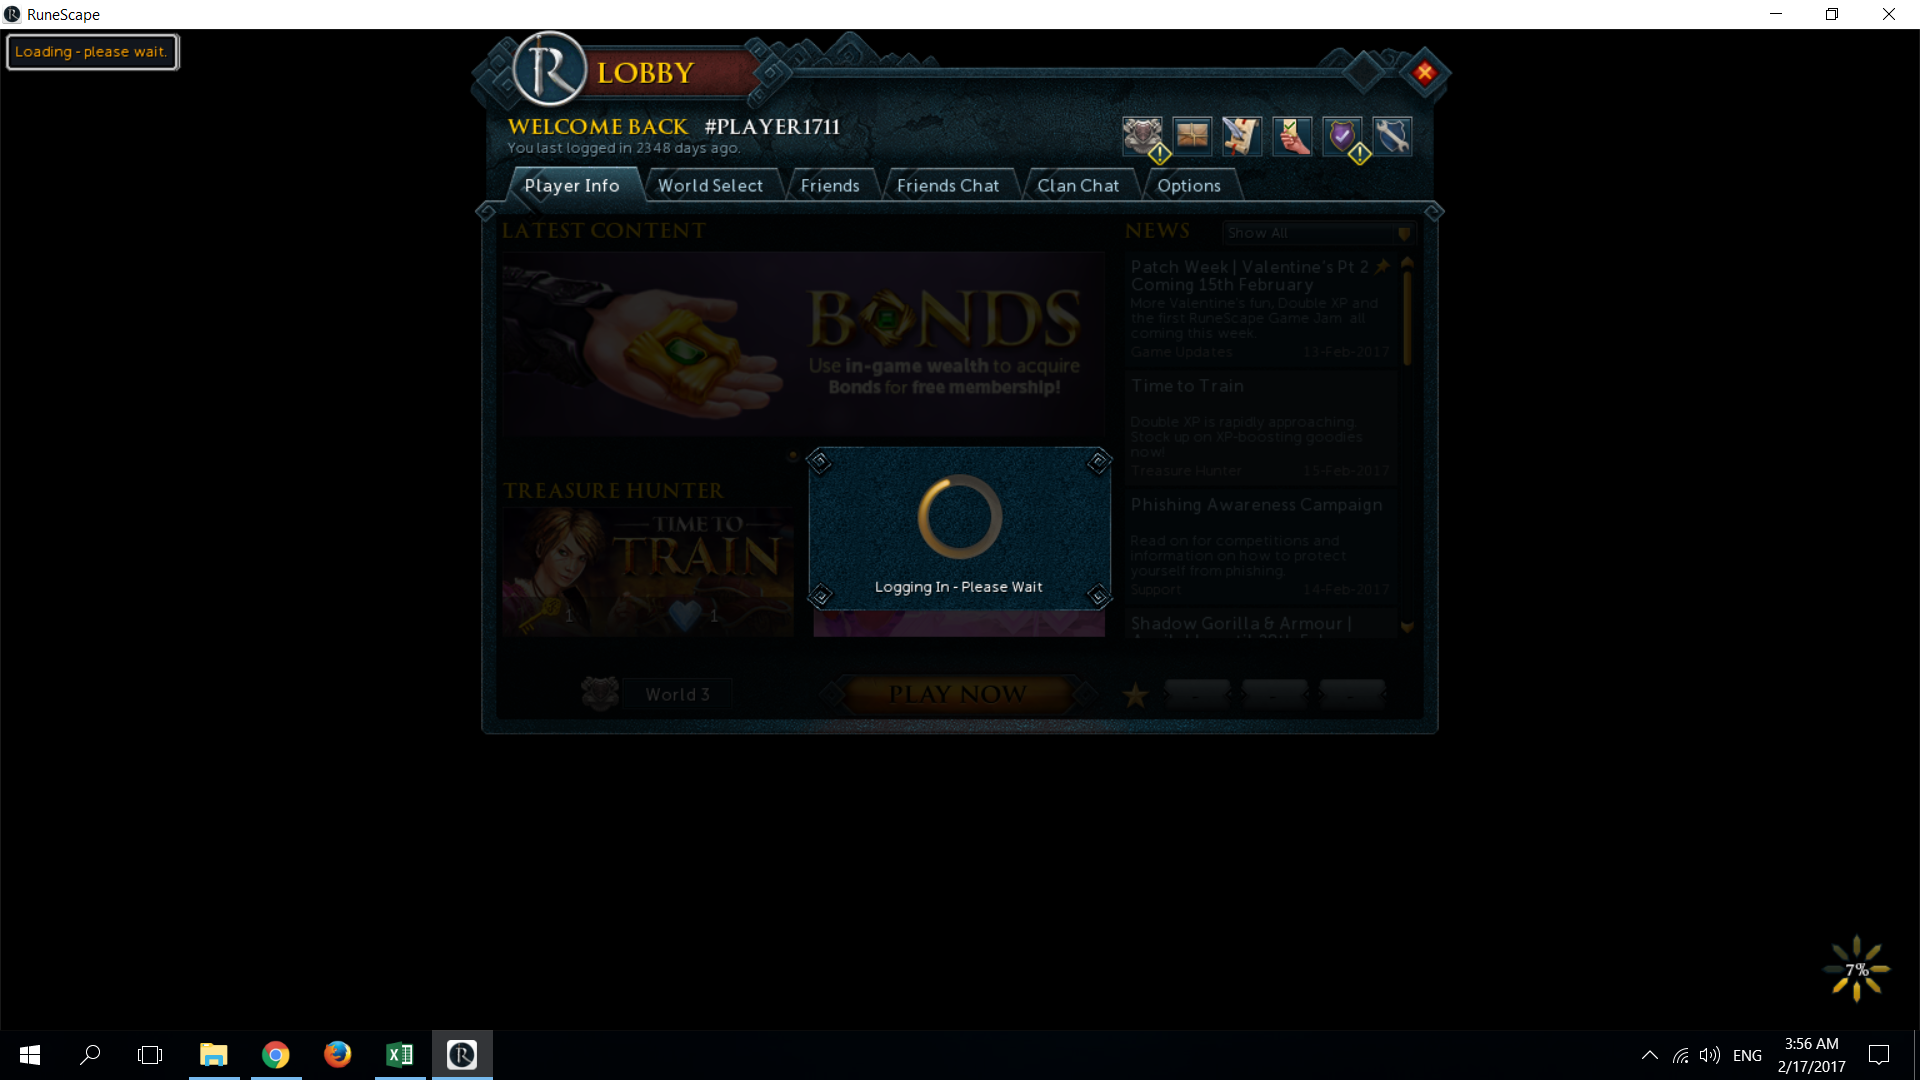 RuneScape
Loading - please wait.
LOBBY
WELCOME BACK #PLAYER1711
You last logged in 2348 days ago.
Player Info
World Select
Friends
Friends Chat
Clan Chat
Options
LATEST CONTENT
BONDS
Use in-game wealth to acquire
Bonds for free membership!
TREASURE HUNTER
TIME TO
TRAIN
1
1
Logging In - Please Wait
NEWS
Show All
Patch Week | Valentine's Pt 2
Coming 15th February
More Valentine's fun, Double XP and
the first RuneScape Game Jam all
coming this week.
Game Updates 13-Feb-2017
Time to Train
Double XP is rapidly approaching.
Stock up on XP-boosting goodies
now!
Treasure Hunter 15-Feb-2017
Phishing Awareness Campaign
Read on for competitions and
information on how to protect
yourself from phishing.
Support 14-Feb-2017
Shadow Gorilla & Armour |
World 3
PLAY NOW
7%
ENG
3:56 AM
2/17/2017